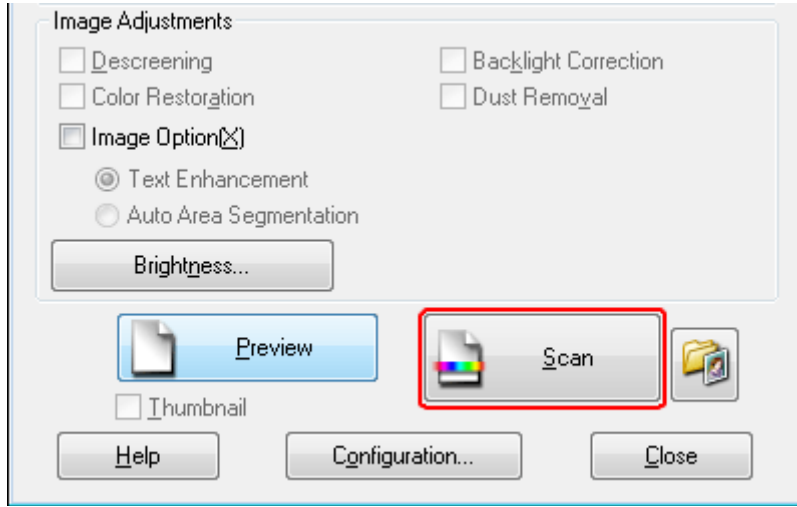 Image Adjustments
Descreening Backlight Correction
Color Restoration Dust Removal
Image Option(X)
Text Enhancement
Auto Area Segmentation
Brightness...
Preview Scan
Thumbnail
Help Configuration... Close